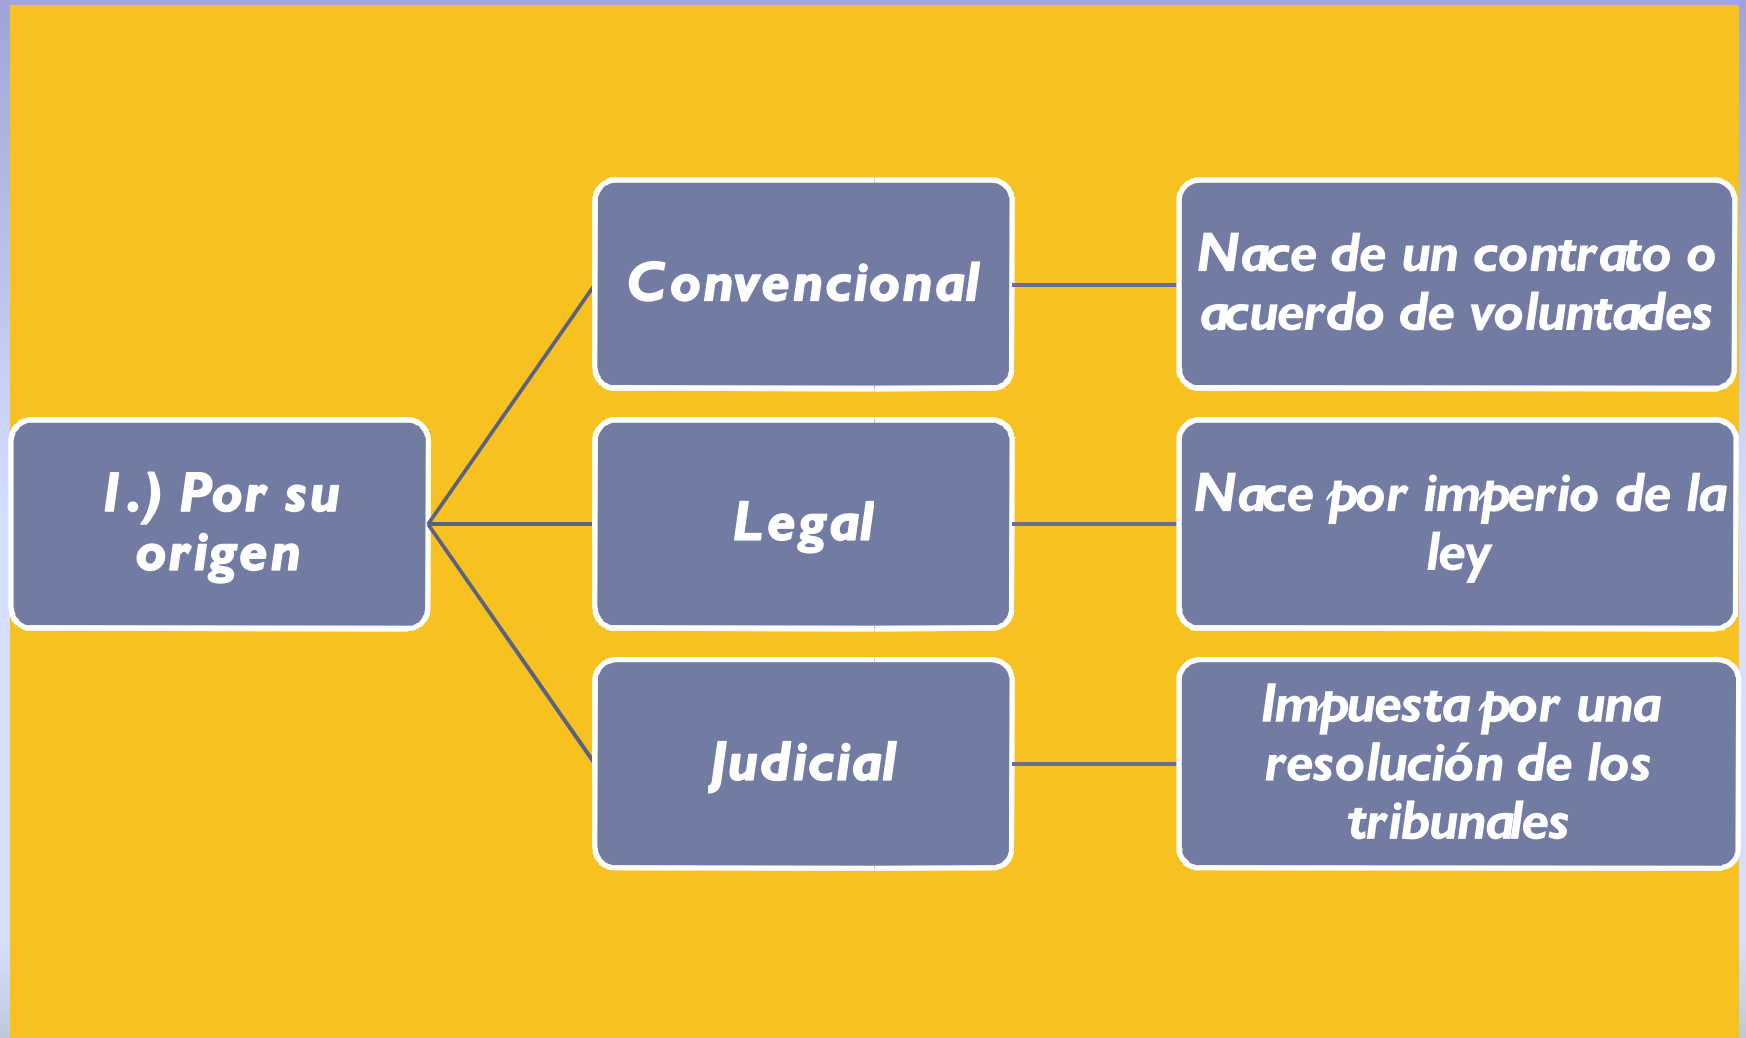 1.) Por su
origen
Convencional
Nace de un contrato o
acuerdo de voluntades
Legal
Nace por imperio de la
ley
Judicial
Impuesta por una
resolución de los
tribunales